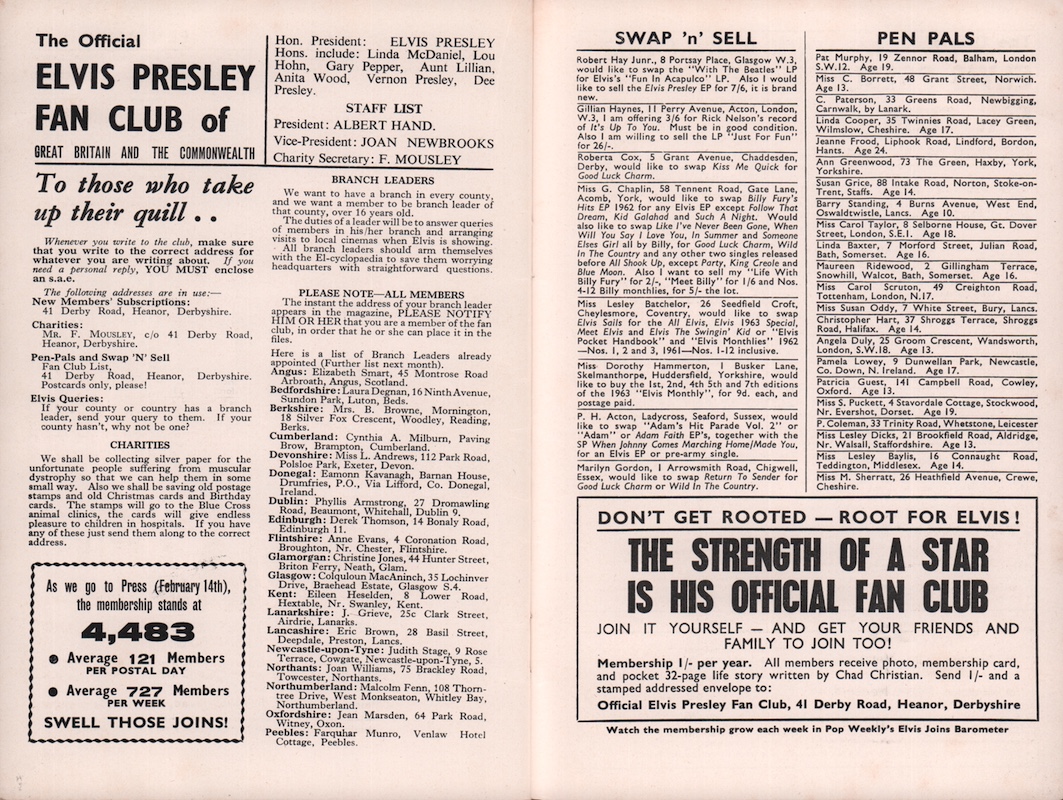 The Official
ELVIS PRESLEY
FAN CLUB of
GREAT BRITAIN AND THE COMMONWEALTH
Hon. President: ELVIS PRESLEY
Hons. include: Linda McDaniel, Lou
Hohn, Gary Pepper, Aunt Lillian,
Anita Wood, Vernon Presley, Dee
Presley.
STAFF LIST
President: ALBERT HAND.
Vice-President: JOAN NEWBROOKS
Charity Secretary: F. MOUSLEY
To those who take
up their quill . .
Whenever you write to the club, make sure
that you write to the correct address for
whatever you are writing about. If you
need a personal reply, YOU MUST enclose
an s.a.e.
The following addresses are in use:—
New Members' Subscriptions:
41 Derby Road, Heanor, Derbyshire.
Charities:
MR. F. MOUSLEY, c/o 41 Derby Road,
Heanor, Derbyshire.
Pen-Pals and Swap 'N' Sell
Fan Club List,
41 Derby Road, Heanor, Derbyshire.
Postcards only, please!
Elvis Queries:
If your county or country has a branch
leader, send your query to them. If your
county hasn't, why not be one?
CHARITIES
We shall be collecting silver paper for the
unfortunate people suffering from muscular
dystrophy so that we can help them in some
small way. Also we shall be saving old postage
stamps and old Christmas cards and Birthday
cards. The stamps will go to the Blue Cross
animal clinics, the cards will give endless
pleasure to children in hospitals. If you have
any of these just send them along to the correct
address.
As we go to Press (February 14th),
the membership stands at
4,483
● Average 121 Members
PER POSTAL DAY
● Average 727 Members
PER WEEK
SWELL THOSE JOINS!
BRANCH LEADERS
We want to have a branch in every county,
and we want a member to be branch leader of
that county, over 16 years old.
The duties of a leader will be to answer queries
of members in his/her branch and arranging
visits to local cinemas when Elvis is showing.
All branch leaders should arm themselves
with the El-cyclopaedia to save them worrying
headquarters with straightforward questions.
PLEASE NOTE—ALL MEMBERS
The instant the address of your branch leader
appears in the magazine, PLEASE NOTIFY
HIM OR HER that you are a member of the fan
club, in order that he or she can place it in the
files.
Here is a list of Branch Leaders already
appointed (Further list next month).
Angus: Elizabeth Smart, 45 Montrose Road
Arbroath, Angus, Scotland.
Bedfordshire: Laura Degnan, 16 Ninth Avenue,
Sundon Park, Luton, Beds.
Berkshire: Mrs. B. Browne, Mornington,
18 Silver Fox Crescent, Woodley, Reading,
Berks.
Cumberland: Cynthia A. Milburn, Paving
Brow, Brampton, Cumberland.
Devonshire: Miss L. Andrews, 112 Park Road,
Polsloe Park, Exeter, Devon.
Donegal: Eamonn Kavanagh, Barnan House,
Drumfries, P.O., Via Lifford, Co. Donegal,
Ireland.
Dublin: Phyllis Armstrong, 27 Dromawling
Road, Beaumont, Whitehall, Dublin 9.
Edinburgh: Derek Thomson, 14 Bonaly Road,
Edinburgh 11.
Flintshire: Anne Evans, 4 Coronation Road,
Broughton, Nr. Chester, Flintshire.
Glamorgan: Christine Jones, 44 Hunter Street,
Briton Ferry, Neath, Glam.
Glasgow: Colquloun MacAninch, 35 Lochinver
Drive, Braehead Estate, Glasgow S.4.
Kent: Eileen Heselden, 8 Lower Road,
Hextable, Nr. Swanley, Kent.
Lanarkshire: J. Grieve, 25c Clark Street,
Airdrie, Lanarks.
Lancashire: Eric Brown, 28 Basil Street,
Deepdale, Preston, Lancs.
Newcastle-upon-Tyne: Judith Stage, 9 Rose
Terrace, Cowgate, Newcastle-upon-Tyne, 5.
Northants: Joan Williams, 75 Brackley Road,
Towcester, Northants.
Northumberland: Malcolm Fenn, 108 Thorn-
tree Drive, West Monkseaton, Whitley Bay,
Northumberland.
Oxfordshire: Jean Marsden, 64 Park Road,
Witney, Oxon.
Peebles: Farquhar Munro, Venlaw Hotel
Cottage, Peebles.
SWAP 'n' SELL
Robert Hay Junr., 8 Portsay Place, Glasgow W.3,
would like to swap the "With The Beatles" LP
for Elvis's "Fun In Acapulco" LP. Also I would
like to sell the Elvis Presley EP for 7/6, it is brand
new.
Gillian Haynes, 11 Perry Avenue, Acton, London,
W.3, I am offering 3/6 for Rick Nelson's record
of It's Up To You. Must be in good condition.
Also I am willing to sell the LP "Just For Fun"
for 26/-.
Roberta Cox, 5 Grant Avenue, Chaddesden,
Derby, would like to swap Kiss Me Quick for
Good Luck Charm.
Miss G. Chaplin, 58 Tennent Road, Gate Lane,
Acomb, York, would like to swap Billy Fury's
Hits EP 1962 for any Elvis EP except Follow That
Dream, Kid Galahad and Such A Night. Would
also like to swap Like I've Never Been Gone, When
Will You Say I Love You, In Summer and Someone
Elses Girl all by Billy, for Good Luck Charm, Wild
In The Country and any other two singles released
before All Shook Up, except Party, King Creole and
Blue Moon. Also I want to sell my "Life With
Billy Fury" for 2/-, "Meet Billy" for 1/6 and Nos.
4-12 Billy monthlies, for 5/- the lot.
Miss Lesley Batchelor, 26 Seedfield Croft,
Cheylesmore, Coventry, would like to swap
Elvis Sails for the All Elvis, Elvis 1963 Special,
Meet Elvis and Elvis The Swingin' Kid or "Elvis
Pocket Handbook" and "Elvis Monthlies" 1962
—Nos. 1, 2 and 3, 1961—Nos. 1-12 inclusive.
Miss Dorothy Hammerton, 1 Busker Lane,
Skelmanthorpe, Huddersfield, Yorkshire, would
like to buy the 1st, 2nd, 4th 5th and 7th editions
of the 1963 "Elvis Monthly", for 9d. each, and
postage paid.
P. H. Acton, Ladycross, Seaford, Sussex, would
like to swap "Adam's Hit Parade Vol. 2" or
"Adam" or Adam Faith EP's, together with the
SP When Johnny Comes Marching Home/Made You,
for an Elvis EP or pre-army single.
Marilyn Gordon, 1 Arrowsmith Road, Chigwell,
Essex, would like to swap Return To Sender for
Good Luck Charm or Wild In The Country.
PEN PALS
Pat Murphy, 19 Zennor Road, Balham, London
S.W.12. Age 19.
Miss C. Borrett, 48 Grant Street, Norwich.
Age 13.
C. Paterson, 33 Greens Road, Newbigging,
Carnwalk, by Lanark.
Linda Cooper, 35 Twinnies Road, Lacey Green,
Wilmslow, Cheshire. Age 17.
Jeanne Frood, Liphook Road, Lindford, Bordon,
Hants. Age 24.
Ann Greenwood, 73 The Green, Haxby, York,
Yorkshire.
Susan Grice, 88 Intake Road, Norton, Stoke-on-
Trent, Staffs. Age 14.
Barry Standing, 4 Burns Avenue, West End,
Oswaldtwistle, Lancs. Age 10.
Miss Carol Taylor, 8 Selborne House, Gt. Dover
Street, London, S.E.1. Age 18.
Linda Baxter, 7 Morford Street, Julian Road,
Bath, Somerset. Age 16.
Maureen Ridewood, 2 Gillingham Terrace,
Snowhill, Walcot, Bath, Somerset. Age 16.
Miss Carol Scruton, 49 Creighton Road,
Tottenham, London, N.17.
Miss Susan Oddy, 7 White Street, Bury, Lancs.
Christopher Hart, 37 Shroggs Terrace, Shroggs
Road, Halifax. Age 14.
Angela Duly, 25 Groom Crescent, Wandsworth,
London, S.W.18. Age 13.
Pamela Lowey, 9 Dunwellan Park, Newcastle,
Co. Down, N. Ireland. Age 17.
Patricia Guest, 141 Campbell Road, Cowley,
Oxford. Age 13.
Miss S. Puckett, 4 Stavordale Cottage, Stockwood,
Nr. Evershot, Dorset. Age 19.
P. Coleman, 33 Trinity Road, Whetstone, Leicester
Miss Lesley Dicks, 21 Brookfield Road, Aldridge,
Nr. Walsall, Staffordshire. Age 13.
Miss Lesley Baylis, 16 Connaught Road,
Teddington, Middlesex. Age 14.
Miss M. Sherratt, 26 Heathfield Avenue, Crewe,
Cheshire.
DON'T GET ROOTED — ROOT FOR ELVIS!
THE STRENGTH OF A STAR
IS HIS OFFICIAL FAN CLUB
JOIN IT YOURSELF — AND GET YOUR FRIENDS AND
FAMILY TO JOIN TOO!
Membership 1/- per year. All members receive photo, membership card,
and pocket 32-page life story written by Chad Christian. Send 1/- and a
stamped addressed envelope to:
Official Elvis Presley Fan Club, 41 Derby Road, Heanor, Derbyshire
Watch the membership grow each week in Pop Weekly's Elvis Joins Barometer